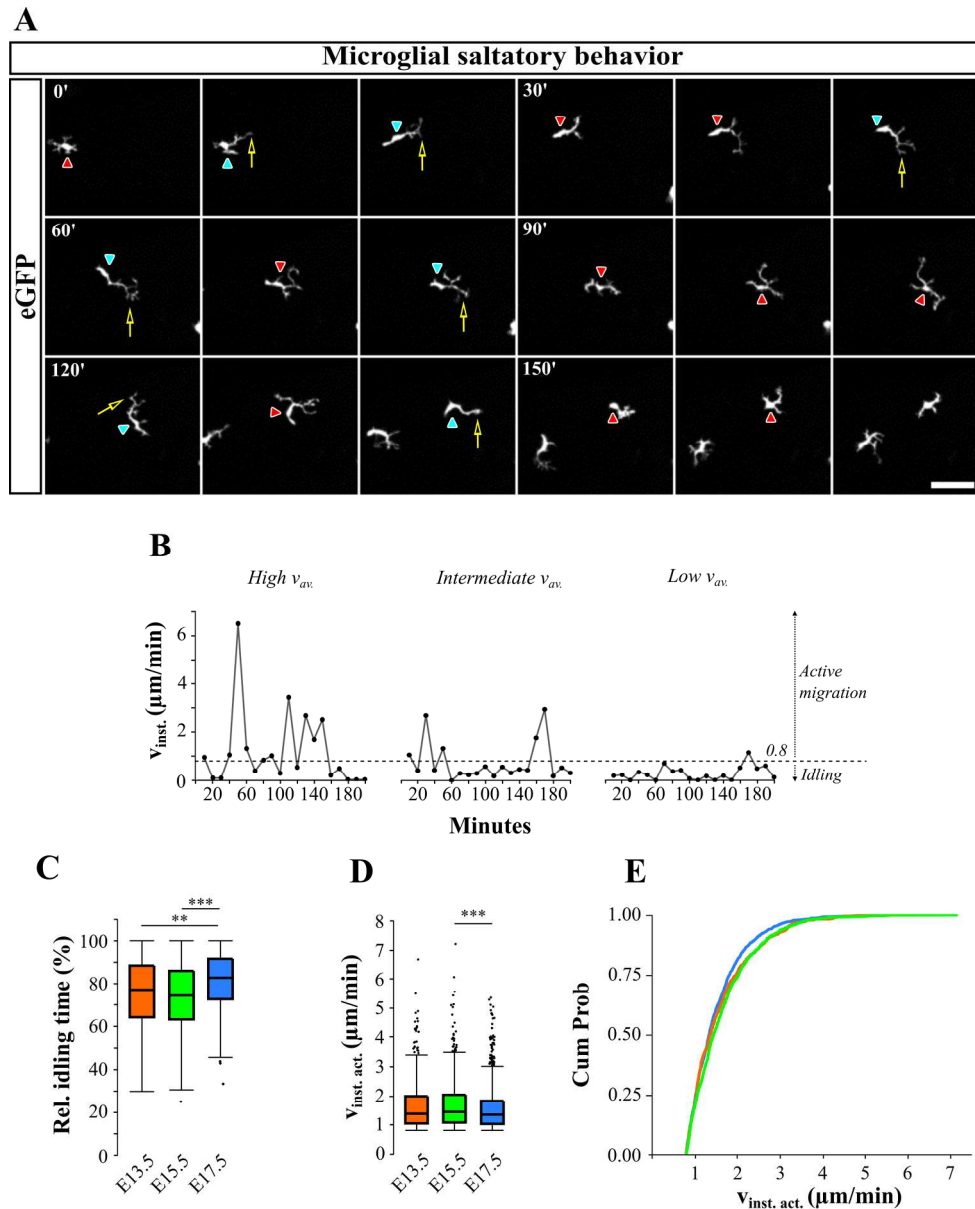 A
Microglial saltatory behavior
eGFP
0'
30'
60'
90'
120'
150'
B
High v_av.
Intermediate v_av.
Low v_av.
v_inst. (µm/min)
6
4
2
0
20 60 100 140 180
20 60 100 140 180
20 60 100 140 180
Minutes
Active
migration
0.8
Idling
C
Rel. idling time (%)
***
**
100
80
60
40
20
0
E13.5
E15.5
E17.5
D
v_inst. act. (µm/min)
***
8
7
6
5
4
3
2
1
0
E13.5
E15.5
E17.5
E
Cum Prob
1.00
0.75
0.50
0.25
0.00
1 2 3 4 5 6 7
v_inst. act. (µm/min)